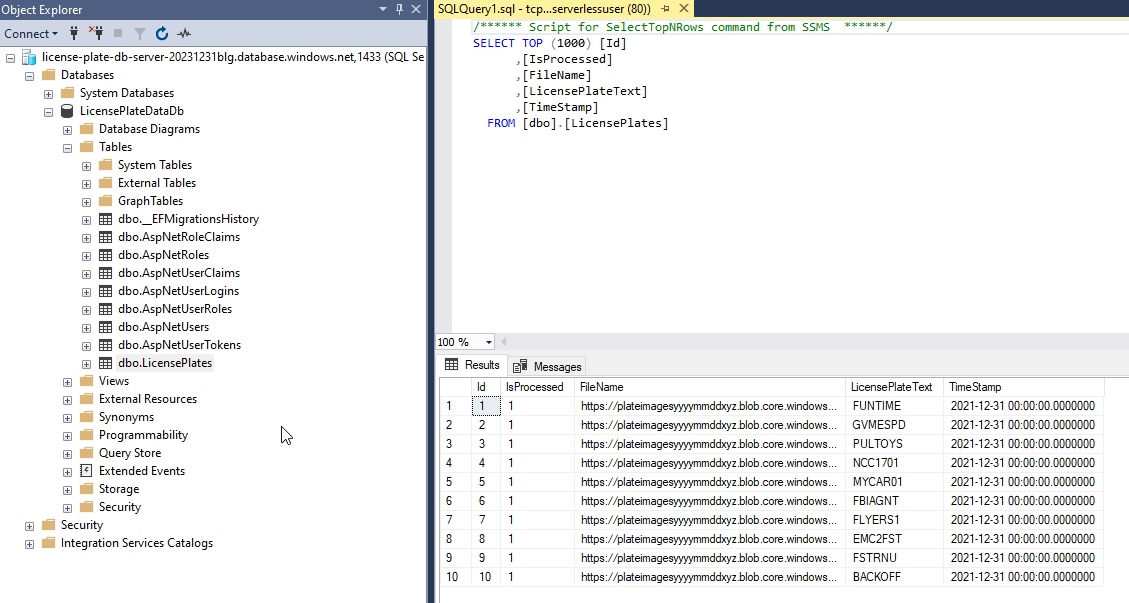 Object Explorer
Connect
license-plate-db-server-20231231blg.database.windows.net,1433 (SQL Se
Databases
System Databases
LicensePlateDataDb
Database Diagrams
Tables
System Tables
External Tables
GraphTables
dbo.__EFMigrationsHistory
dbo.AspNetRoleClaims
dbo.AspNetRoles
dbo.AspNetUserClaims
dbo.AspNetUserLogins
dbo.AspNetUserRoles
dbo.AspNetUsers
dbo.AspNetUserTokens
dbo.LicensePlates
Views
External Resources
Synonyms
Programmability
Query Store
Extended Events
Storage
Security
Security
Integration Services Catalogs
SQLQuery1.sql - tcp...serverlessuser (80))
/****** Script for SelectTopNRows command from SSMS  ******/
SELECT TOP (1000) [Id]
,[IsProcessed]
,[FileName]
,[LicensePlateText]
,[TimeStamp]
FROM [dbo].[LicensePlates]
100 %
Results Messages
Id IsProcessed FileName LicensePlateText TimeStamp
1 1 1 https://plateimagesyyyymmddxyz.blob.core.windows... FUNTIME 2021-12-31 00:00:00.0000000
2 2 1 https://plateimagesyyyymmddxyz.blob.core.windows... GVMESPD 2021-12-31 00:00:00.0000000
3 3 1 https://plateimagesyyyymmddxyz.blob.core.windows... PULTOYS 2021-12-31 00:00:00.0000000
4 4 1 https://plateimagesyyyymmddxyz.blob.core.windows... NCC1701 2021-12-31 00:00:00.0000000
5 5 1 https://plateimagesyyyymmddxyz.blob.core.windows... MYCAR01 2021-12-31 00:00:00.0000000
6 6 1 https://plateimagesyyyymmddxyz.blob.core.windows... FBIAGNT 2021-12-31 00:00:00.0000000
7 7 1 https://plateimagesyyyymmddxyz.blob.core.windows... FLYERS1 2021-12-31 00:00:00.0000000
8 8 1 https://plateimagesyyyymmddxyz.blob.core.windows... EMC2FST 2021-12-31 00:00:00.0000000
9 9 1 https://plateimagesyyyymmddxyz.blob.core.windows... FSTRNU 2021-12-31 00:00:00.0000000
10 10 1 https://plateimagesyyyymmddxyz.blob.core.windows... BACKOFF 2021-12-31 00:00:00.0000000